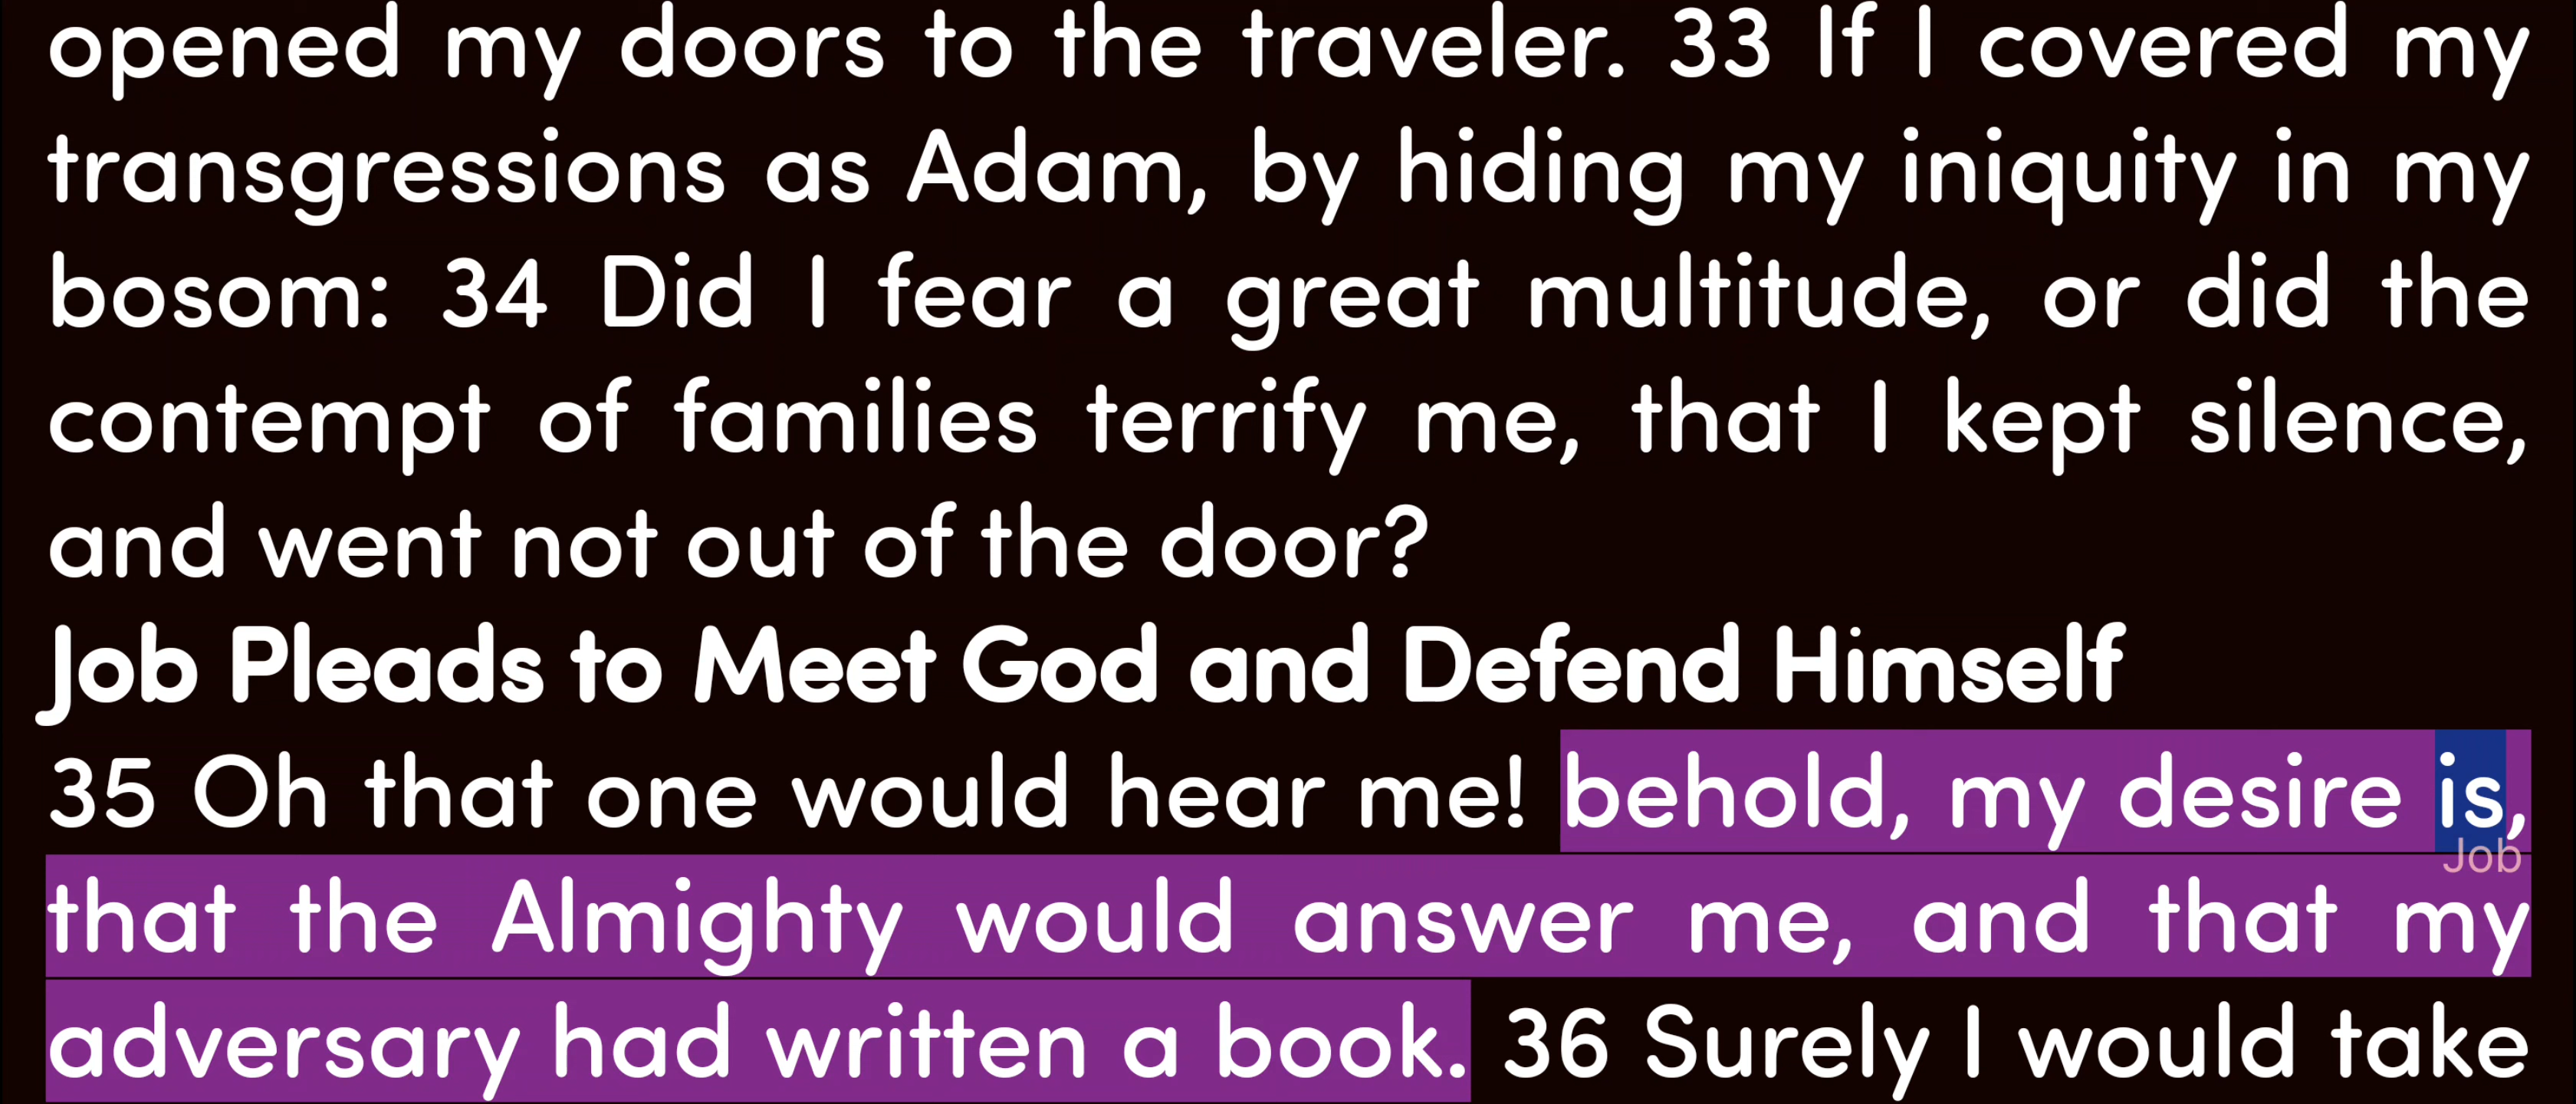 opened my doors to the traveler. 33 If I covered my
transgressions as Adam, by hiding my iniquity in my
bosom: 34 Did I fear a great multitude, or did the
contempt of families terrify me, that I kept silence,
and went not out of the door?
Job Pleads to Meet God and Defend Himself
35 Oh that one would hear me! behold, my desire is,
Job
that the Almighty would answer me, and that my
adversary had written a book. 36 Surely I would take